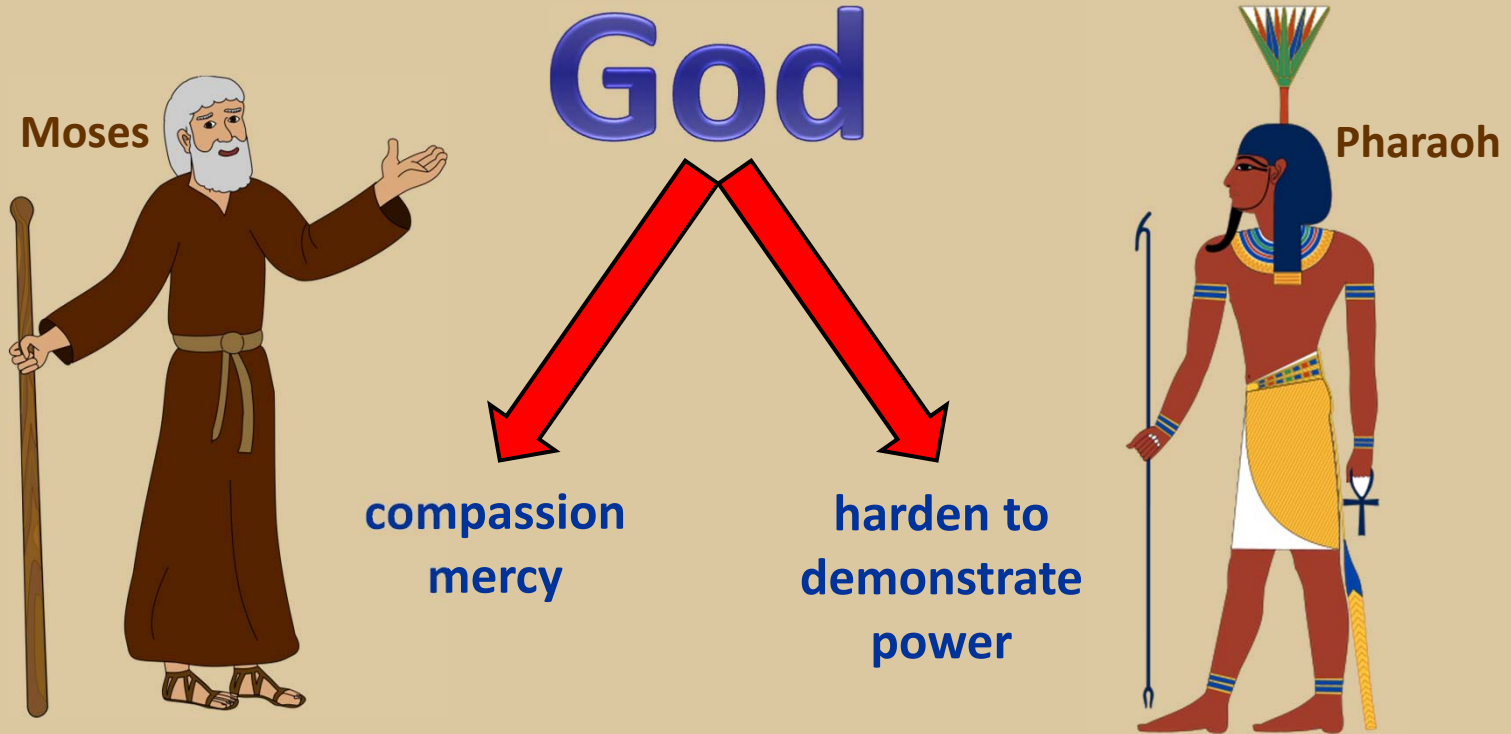 God
Moses
Pharaoh
compassion
mercy
harden to
demonstrate
power